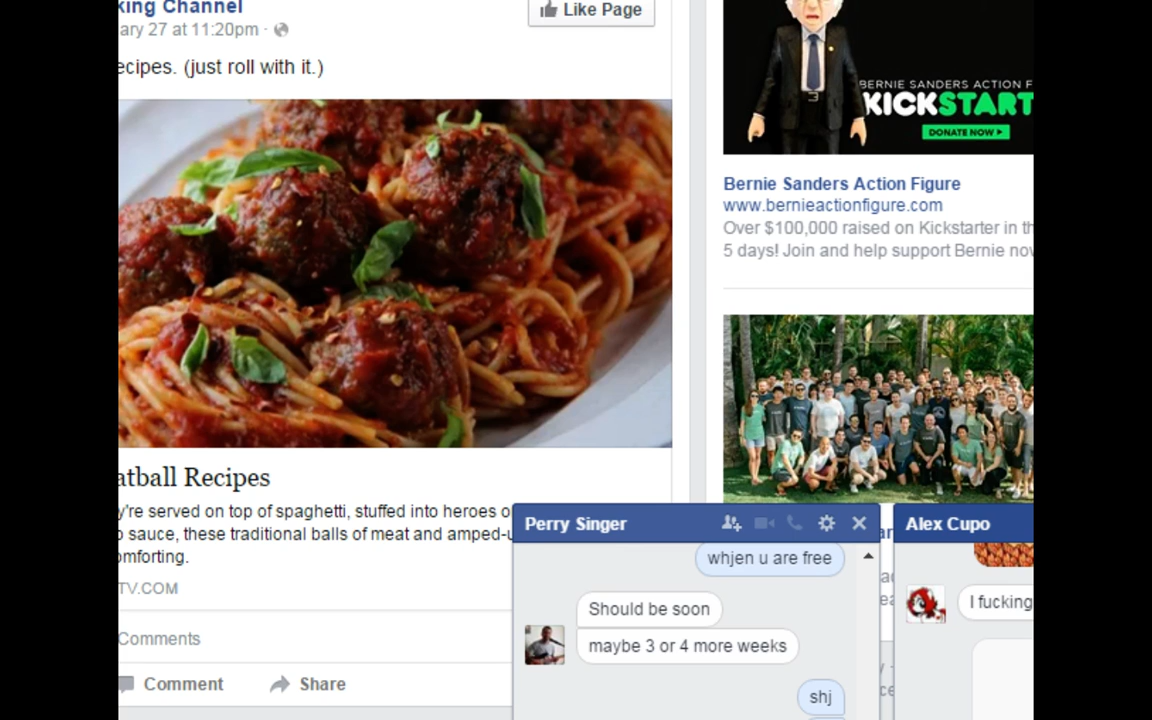 king Channel
ary 27 at 11:20pm ·
Like Page
ecipes. (just roll with it.)
atball Recipes
y're served on top of spaghetti, stuffed into heroes o
o sauce, these traditional balls of meat and amped-u
omforting.
TV.COM
Comments
Comment
Share
BERNIE SANDERS ACTION F
KICKSTART
DONATE NOW
Bernie Sanders Action Figure
www.bernieactionfigure.com
Over $100,000 raised on Kickstarter in th
5 days! Join and help support Bernie nov
Perry Singer
whjen u are free
Should be soon
maybe 3 or 4 more weeks
shj
Alex Cupo
I fucking